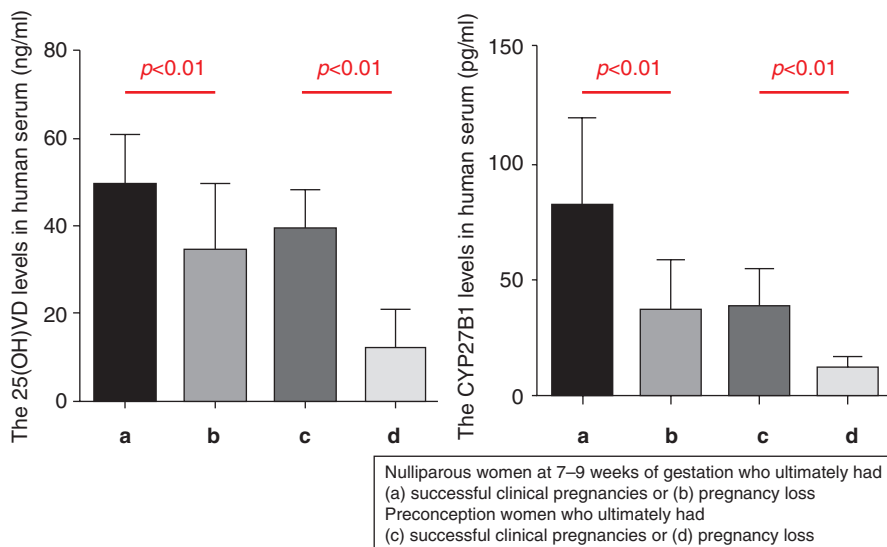 The 25(OH)VD levels in human serum (ng/ml)
80
60
40
20
0
p<0.01
p<0.01
a
b
c
d
The CYP27B1 levels in human serum (pg/ml)
150
100
50
0
p<0.01
p<0.01
a
b
c
d
Nulliparous women at 7–9 weeks of gestation who ultimately had
(a) successful clinical pregnancies or (b) pregnancy loss
Preconception women who ultimately had
(c) successful clinical pregnancies or (d) pregnancy loss